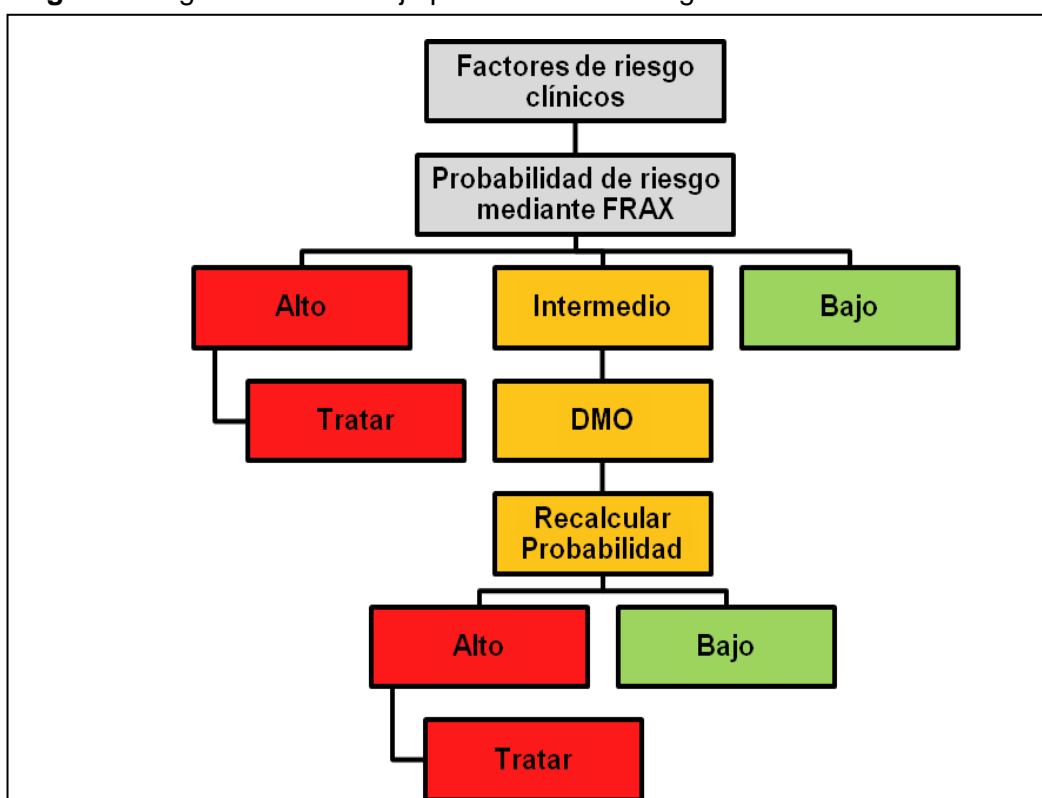 Factores de riesgo
clínicos
Probabilidad de riesgo
mediante FRAX
Alto
Intermedio
Bajo
Tratar
DMO
Recalcular
Probabilidad
Alto
Bajo
Tratar